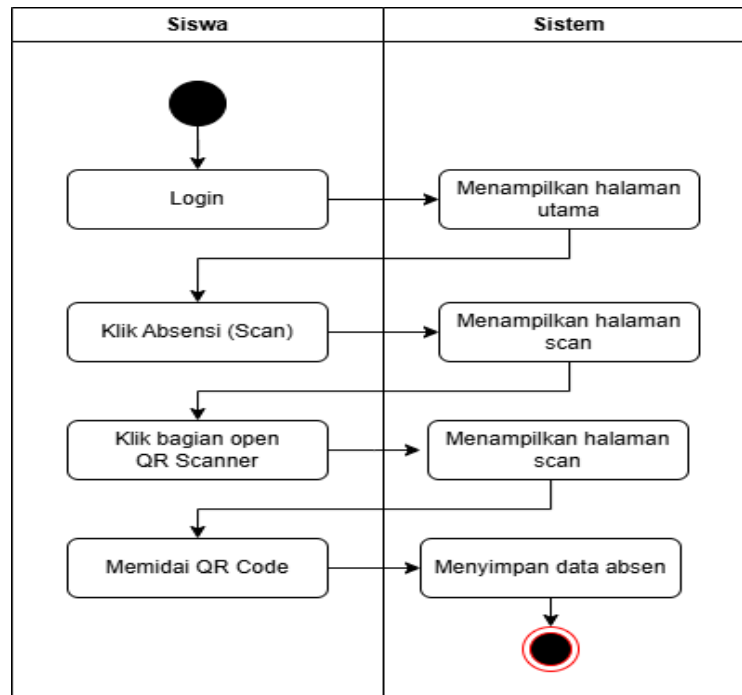 Siswa
Sistem
Login
Menampilkan halaman
utama
Klik Absensi (Scan)
Menampilkan halaman
scan
Klik bagian open
QR Scanner
Menampilkan halaman
scan
Memidai QR Code
Menyimpan data absen